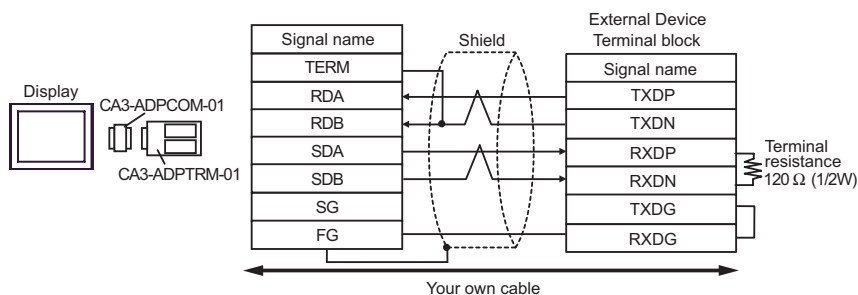 Display
CA3-ADPCOM-01
CA3-ADPTRM-01
Signal name
TERM
RDA
RDB
SDA
SDB
SG
FG
Shield
External Device
Terminal block
Signal name
TXDP
TXDN
RXDP
RXDN
TXDG
RXDG
Terminal
resistance
120 Ω (1/2W)
Your own cable